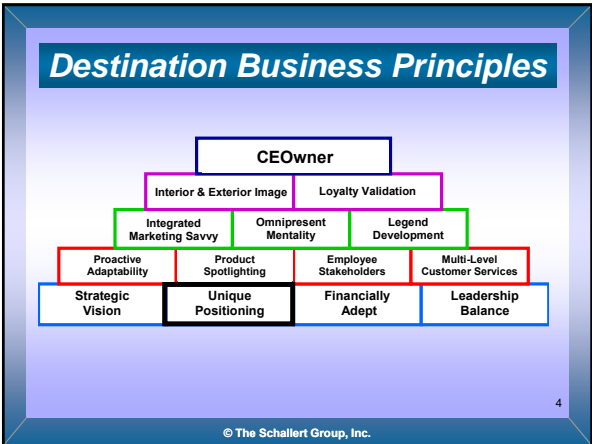 Destination Business Principles
CEOwner
Interior & Exterior Image
Loyalty Validation
Integrated
Marketing Savvy
Omnipresent
Mentality
Legend
Development
Proactive
Adaptability
Product
Spotlighting
Employee
Stakeholders
Multi-Level
Customer Services
Strategic
Vision
Unique
Positioning
Financially
Adept
Leadership
Balance
4
© The Schallert Group, Inc.